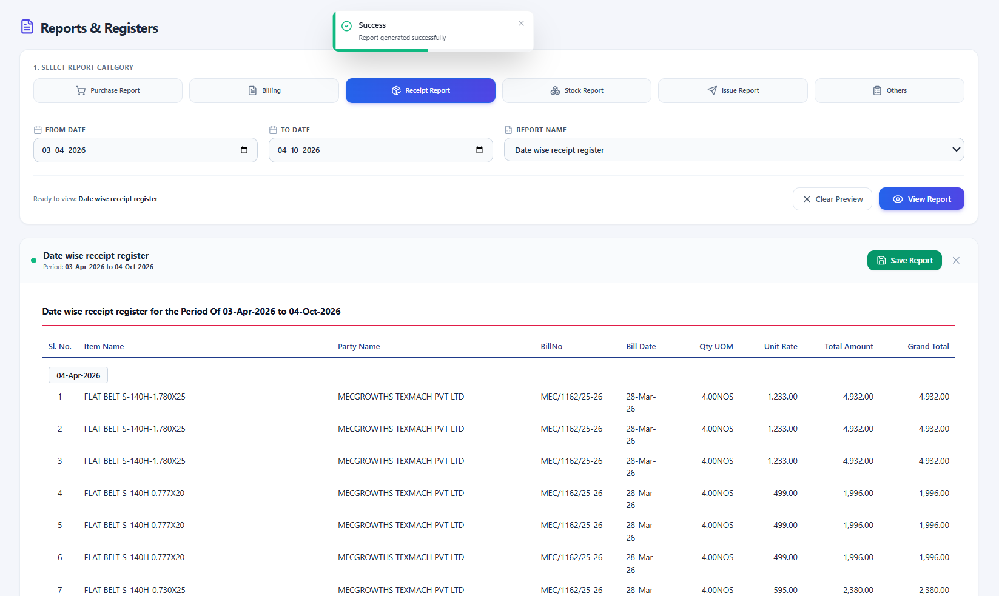 Reports & Registers
Success
Report generated successfully
1. SELECT REPORT CATEGORY
Purchase Report
Billing
Receipt Report
Stock Report
Issue Report
Others
FROM DATE
TO DATE
REPORT NAME
03-04-2026
04-10-2026
Date wise receipt register
Ready to view: Date wise receipt register
Clear Preview
View Report
Date wise receipt register
Period: 03-Apr-2026 to 04-Oct-2026
Save Report
Date wise receipt register for the Period Of 03-Apr-2026 to 04-Oct-2026
Sl. No. Item Name Party Name BillNo Bill Date Qty UOM Unit Rate Total Amount Grand Total
04-Apr-2026
1 FLAT BELT S-140H-1.780X25 MECGROWTHS TEXMACH PVT LTD MEC/1162/25-26 28-Mar- 4.00NOS 1,233.00 4,932.00 4,932.00
26
2 FLAT BELT S-140H-1.780X25 MECGROWTHS TEXMACH PVT LTD MEC/1162/25-26 28-Mar- 4.00NOS 1,233.00 4,932.00 4,932.00
26
3 FLAT BELT S-140H-1.780X25 MECGROWTHS TEXMACH PVT LTD MEC/1162/25-26 28-Mar- 4.00NOS 1,233.00 4,932.00 4,932.00
26
4 FLAT BELT S-140H 0.777X20 MECGROWTHS TEXMACH PVT LTD MEC/1162/25-26 28-Mar- 4.00NOS 499.00 1,996.00 1,996.00
26
5 FLAT BELT S-140H 0.777X20 MECGROWTHS TEXMACH PVT LTD MEC/1162/25-26 28-Mar- 4.00NOS 499.00 1,996.00 1,996.00
26
6 FLAT BELT S-140H 0.777X20 MECGROWTHS TEXMACH PVT LTD MEC/1162/25-26 28-Mar- 4.00NOS 499.00 1,996.00 1,996.00
26
7 FLAT BELT S-140H-0.730X25 MECGROWTHS TEXMACH PVT LTD MEC/1162/25-26 28-Mar- 4.00NOS 595.00 2,380.00 2,380.00